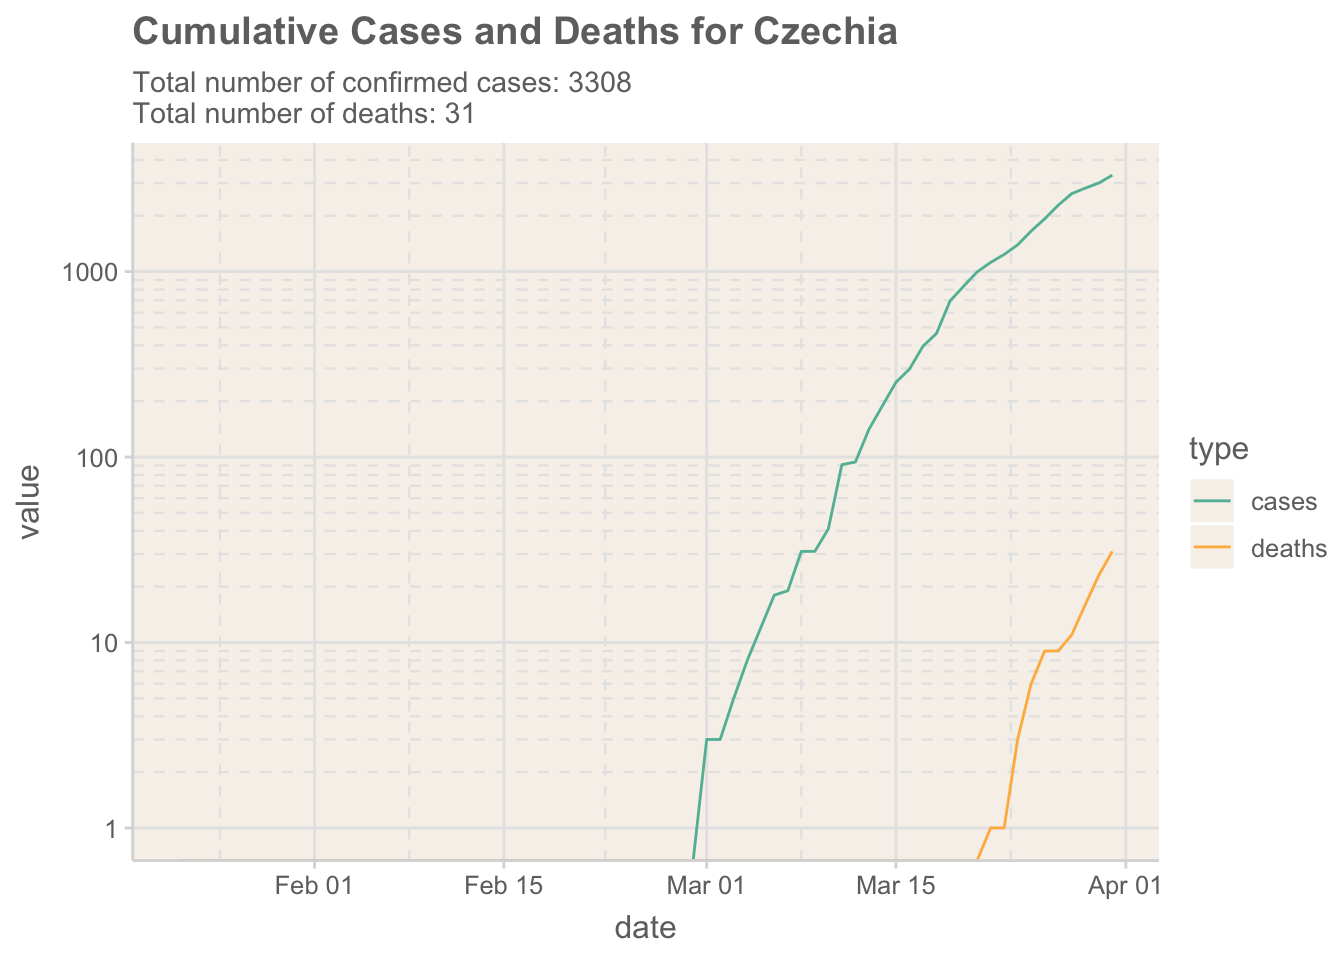 Cumulative Cases and Deaths for Czechia
Total number of confirmed cases: 3308
Total number of deaths: 31
1000
100
10
1
value
Feb 01
Feb 15
Mar 01
Mar 15
Apr 01
date
type
cases
deaths